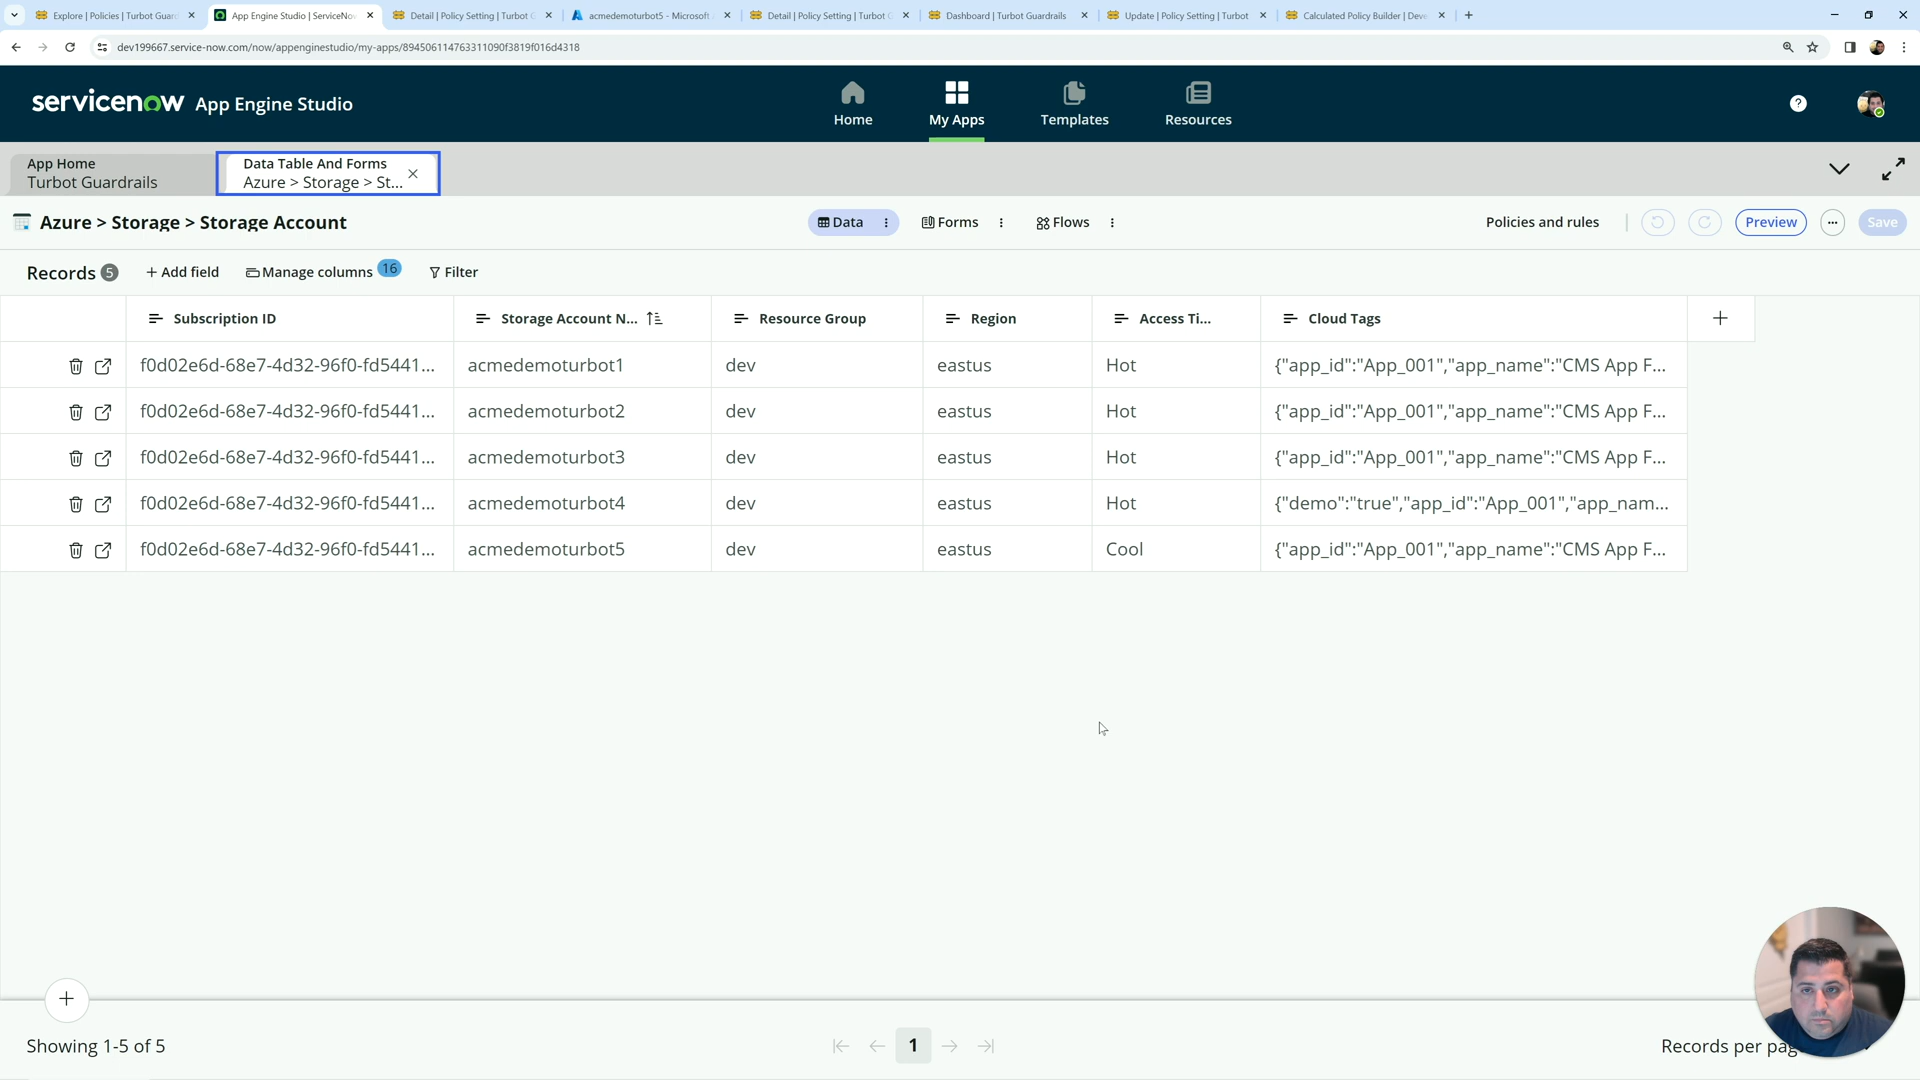 Explore | Policies | Turbot Guar
App Engine Studio | ServiceNo
Detail | Policy Setting | Turbot G
acmedemoturbot5 - Microsoft
Detail | Policy Setting | Turbot G
Dashboard | Turbot Guardrails
Update | Policy Setting | Turbot
Calculated Policy Builder | Deve
dev199667.service-now.com/now/appenginestudio/my-apps/894506114763311090f3819f016d4318
servicenow App Engine Studio
Home
My Apps
Templates
Resources
?
App Home
Turbot Guardrails
Data Table And Forms
Azure > Storage > St...
Azure > Storage > Storage Account
Data
Forms
Flows
Policies and rules
Preview
Save
Records 5
+ Add field
Manage columns 16
Filter
Subscription ID Storage Account N... Resource Group Region Access Ti... Cloud Tags
f0d02e6d-68e7-4d32-96f0-fd5441... acmedemoturbot1 dev eastus Hot {"app_id":"App_001","app_name":"CMS App F...
f0d02e6d-68e7-4d32-96f0-fd5441... acmedemoturbot2 dev eastus Hot {"app_id":"App_001","app_name":"CMS App F...
f0d02e6d-68e7-4d32-96f0-fd5441... acmedemoturbot3 dev eastus Hot {"app_id":"App_001","app_name":"CMS App F...
f0d02e6d-68e7-4d32-96f0-fd5441... acmedemoturbot4 dev eastus Hot {"demo":"true","app_id":"App_001","app_nam...
f0d02e6d-68e7-4d32-96f0-fd5441... acmedemoturbot5 dev eastus Cool {"app_id":"App_001","app_name":"CMS App F...
Showing 1-5 of 5
1
Records per pag